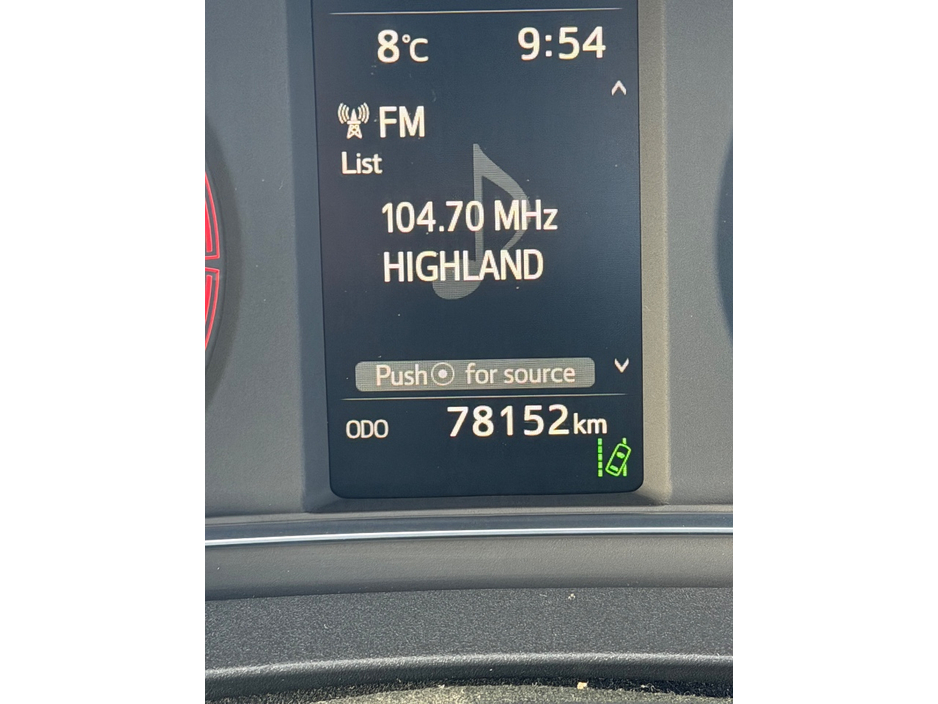 8°C 9:54
FM
List
104.70 MHz
HIGHLAND
Push for source
ODO 78152km